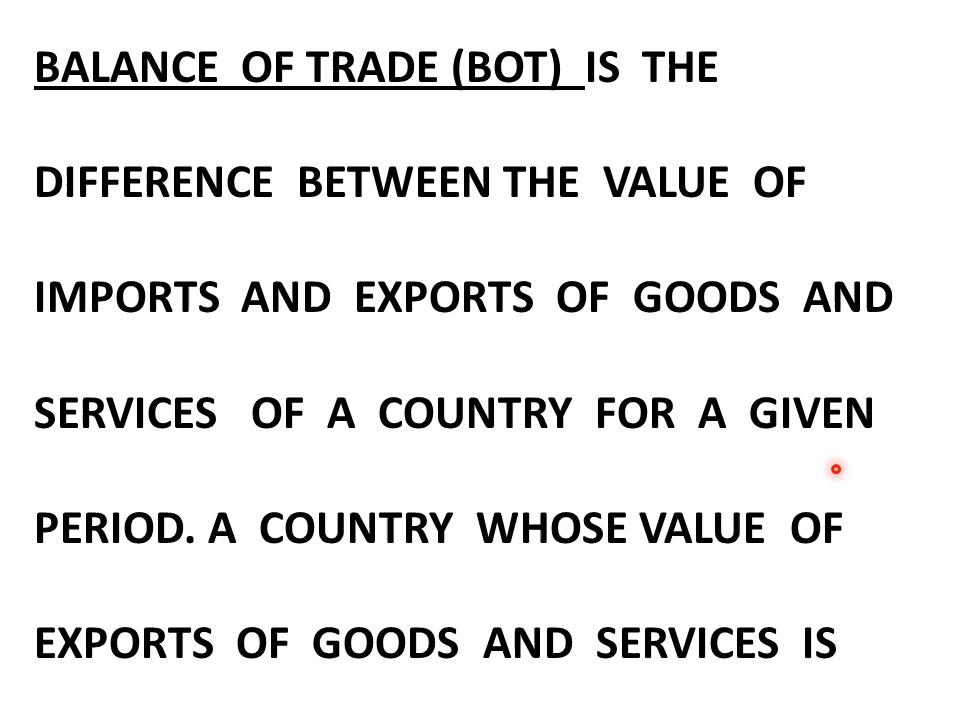 BALANCE OF TRADE (BOT) IS THE
DIFFERENCE BETWEEN THE VALUE OF
IMPORTS AND EXPORTS OF GOODS AND
SERVICES OF A COUNTRY FOR A GIVEN
PERIOD. A COUNTRY WHOSE VALUE OF
EXPORTS OF GOODS AND SERVICES IS